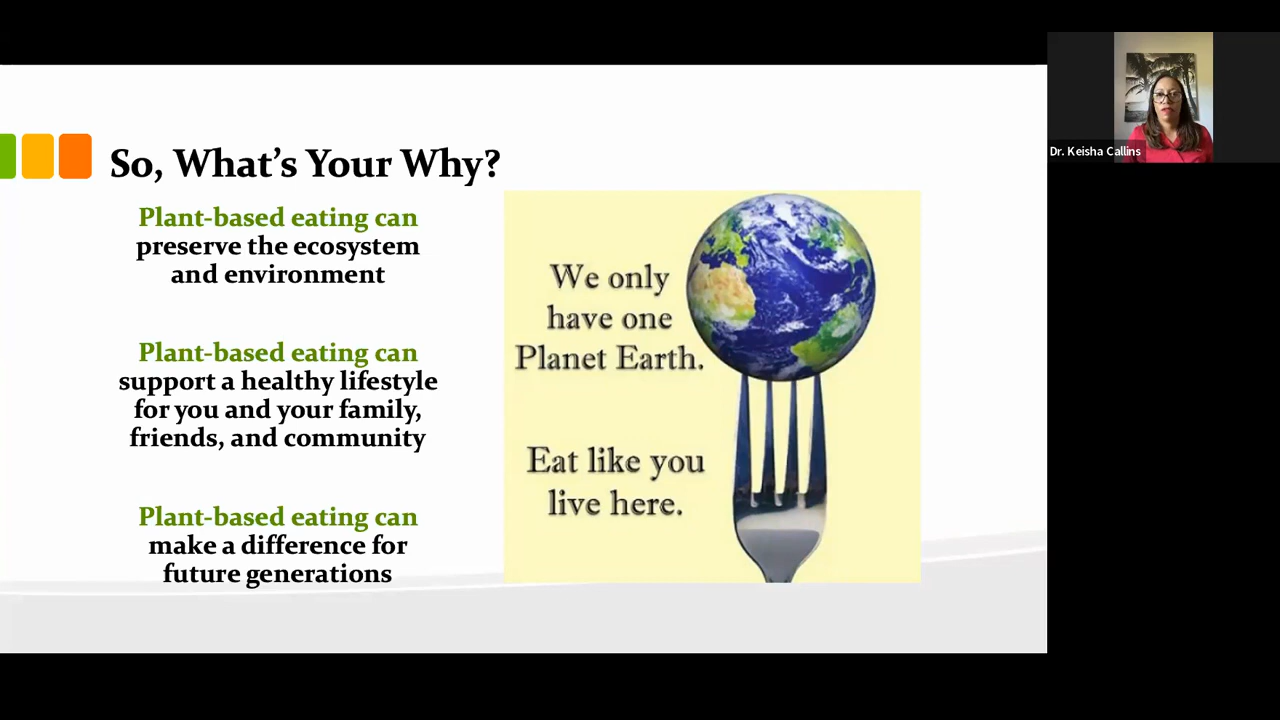 So, What's Your Why?
Plant-based eating can
preserve the ecosystem
and environment
Plant-based eating can
support a healthy lifestyle
for you and your family,
friends, and community
Plant-based eating can
make a difference for
future generations
We only
have one
Planet Earth.
Eat like you
live here.
Dr. Keisha Callins